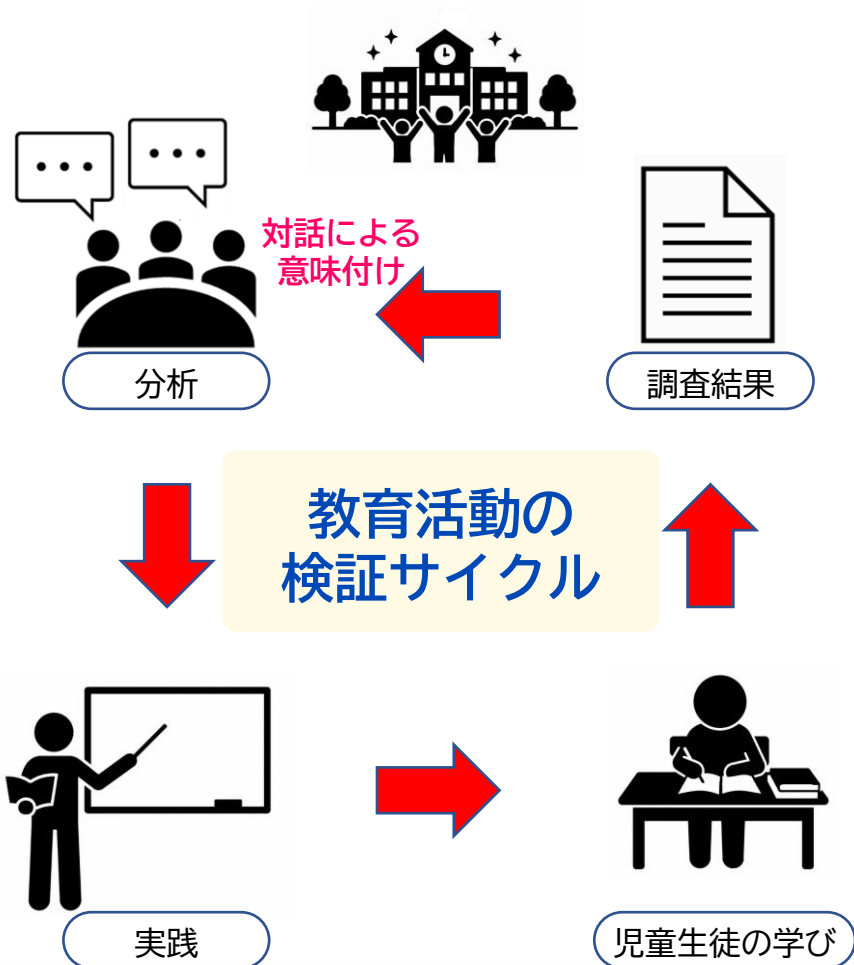 対話による
意味付け
分析
調査結果
教育活動の
検証サイクル
実践
児童生徒の学び